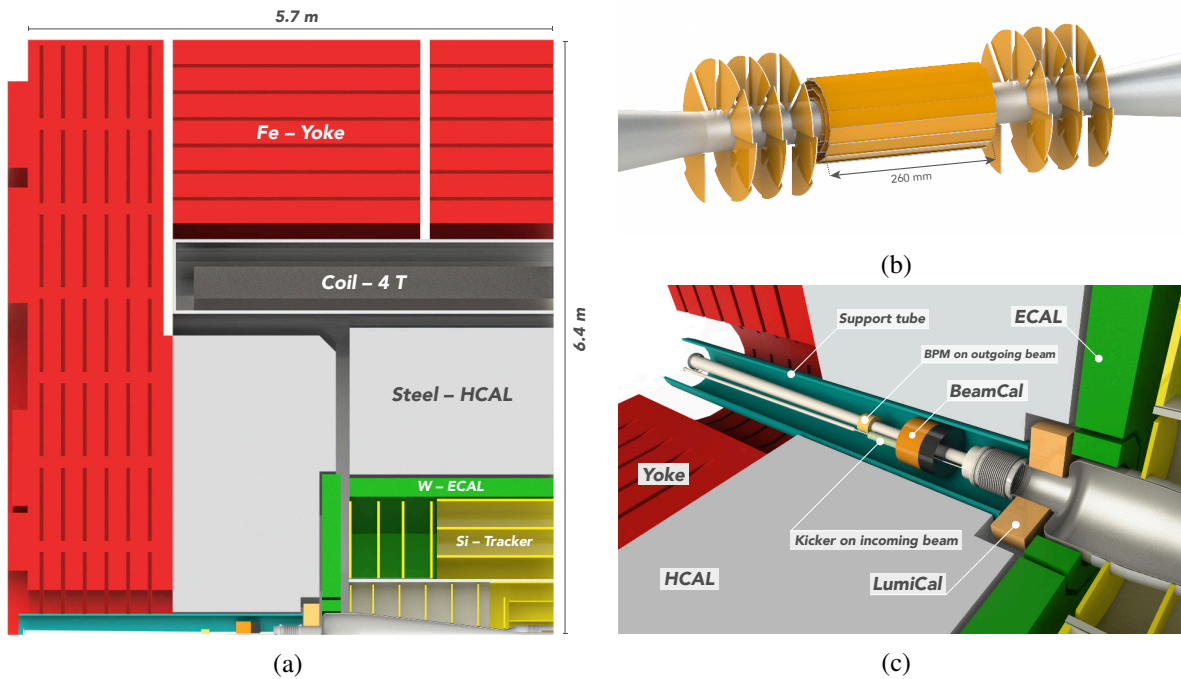 5.7 m
Fe – Yoke
Coil – 4 T
6.4 m
Steel – HCAL
W – ECAL
Si – Tracker
(a)
260 mm
(b)
Support tube
ECAL
BPM on outgoing beam
BeamCal
Yoke
Kicker on incoming beam
HCAL
LumiCal
(c)